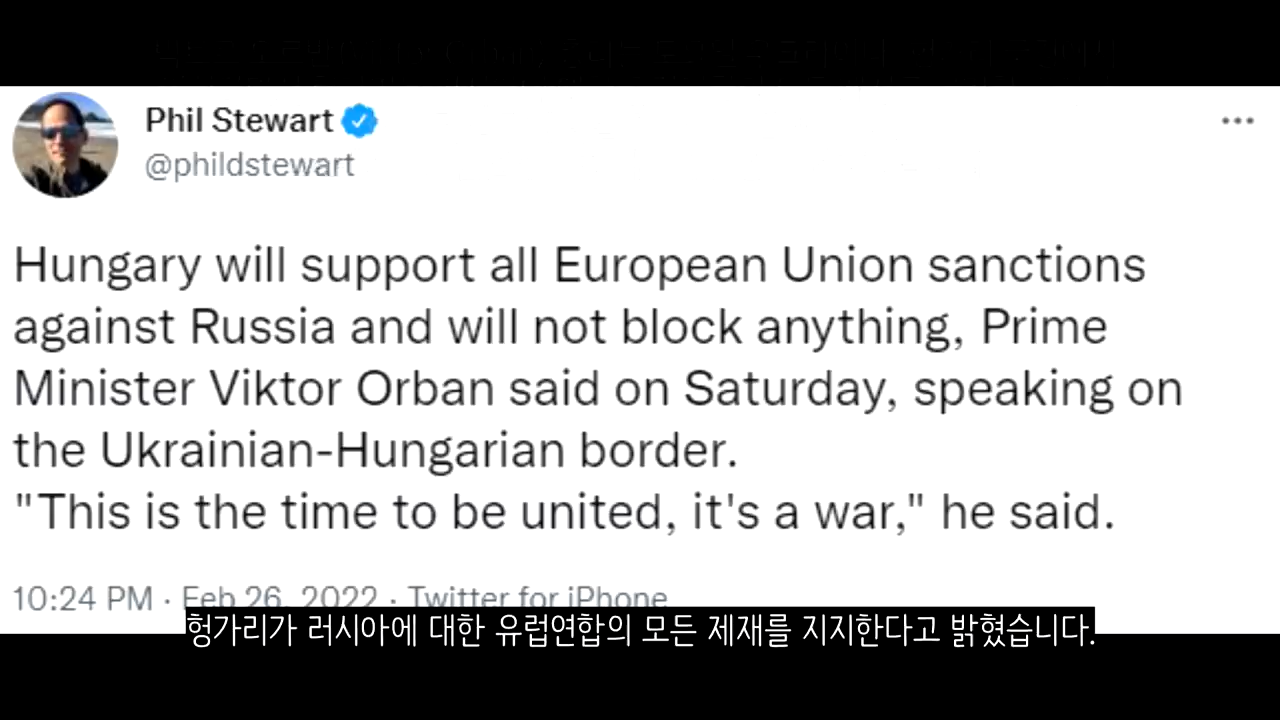 Phil Stewart
@phildstewart
Hungary will support all European Union sanctions
against Russia and will not block anything, Prime
Minister Viktor Orban said on Saturday, speaking on
the Ukrainian-Hungarian border.
"This is the time to be united, it's a war," he said.
10:24 PM · Feb 26, 2022 · Twitter for iPhone
헝가리가 러시아에 대한 유럽연합의 모든 제재를 지지한다고 밝혔습니다.